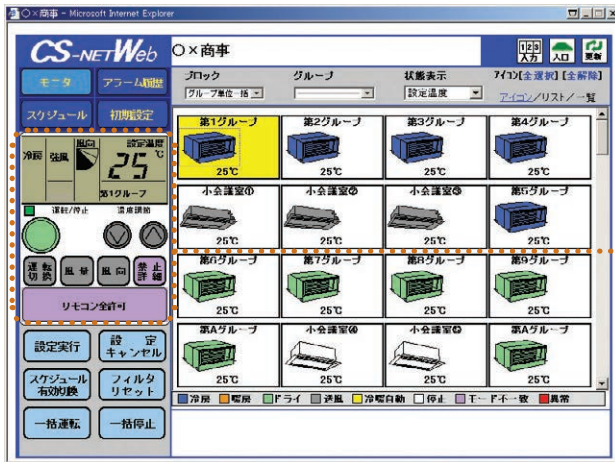 ○×商事 - Microsoft Internet Explorer
CS-NETWeb
○×商事
123
入力
入口
更新
モニタ
アラーム履歴
スケジュール
初期設定
ブロック
グループ
状態表示
アイコン[全選択] [全解除]
グループ単位一括
設定温度
アイコン/リスト/一覧
冷房
強風
風向
設定温度
25℃
第1グループ
運転/停止
温度調節
運転切換
風量
風向
禁止詳細
リモコン全許可
設定実行
設定キャンセル
スケジュール有効切換
フィルタリセット
一括運転
一括停止
第1グループ
第2グループ
第3グループ
第4グループ
25℃
25℃
25℃
25℃
小会議室①
小会議室②
小会議室③
第5グループ
25℃
25℃
25℃
25℃
第6グループ
第7グループ
第8グループ
第9グループ
25℃
25℃
25℃
25℃
第Aグループ
小会議室④
第Aグループ
25℃
25℃
25℃
25℃
冷房 暖房 ドライ 送風 冷暖自動 停止 モード不一致 異常